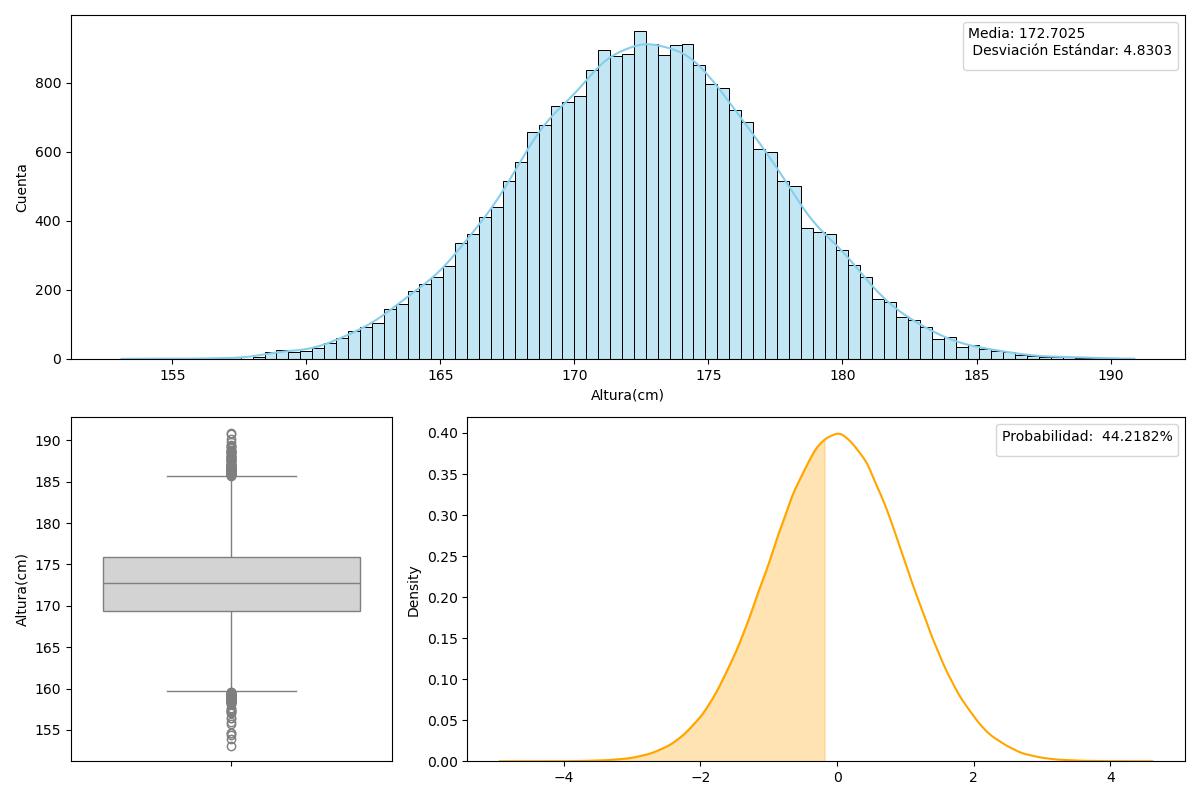 Media: 172.7025
Desviación Estándar: 4.8303
800
600
400
200
0
Cuenta
155 160 165 170 175 180 185 190
Altura(cm)
190
185
180
175
170
165
160
155
Altura(cm)
Probabilidad:  44.2182%
0.40
0.35
0.30
0.25
0.20
0.15
0.10
0.05
0.00
Density
−4 −2 0 2 4